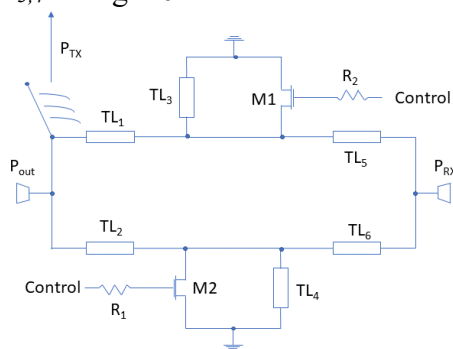 P_TX
TL_3
M1
R_2
Control
TL_1
TL_5
P_out
P_RX
TL_2
TL_6
Control
M2
TL_4
R_1